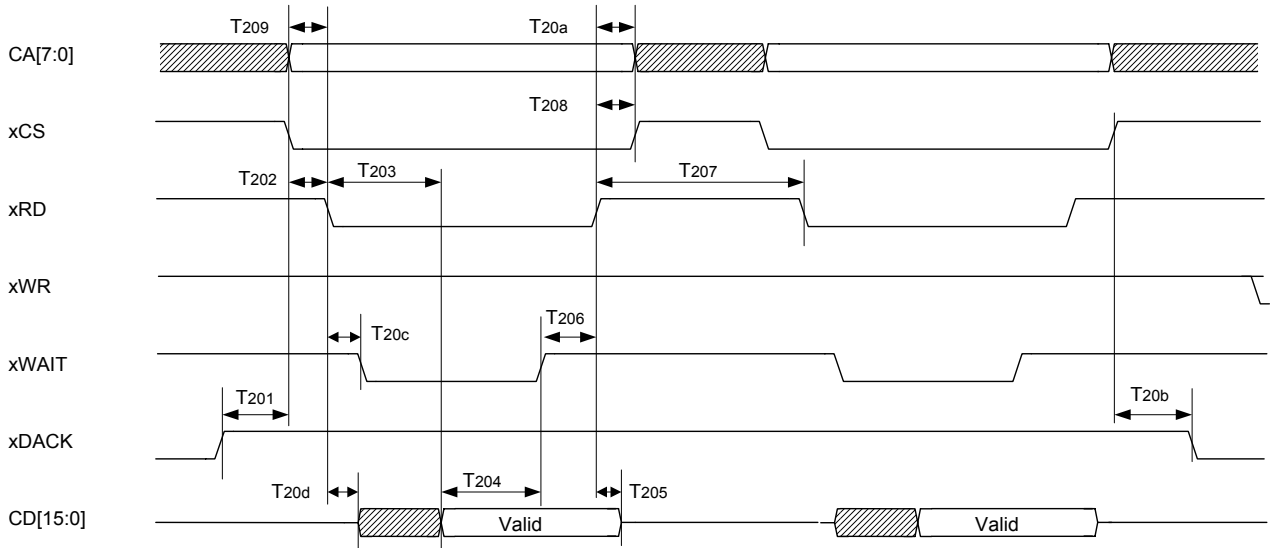 T209 T20a
CA[7:0]
T208
xCS
T202 T203 T207
xRD
xWR
T20c T206
xWAIT
T201 T20b
xDACK
T20d T204 T205
CD[15:0] Valid Valid